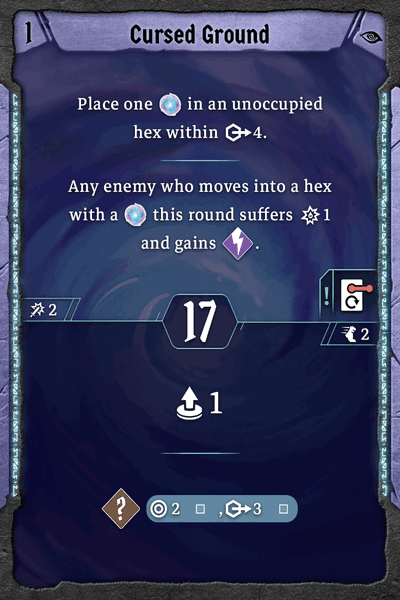 1 Cursed Ground
Place one in an unoccupied
hex within 4.
Any enemy who moves into a hex
with a this round suffers 1
and gains .
2
17
!
2
1
? 2 , 3